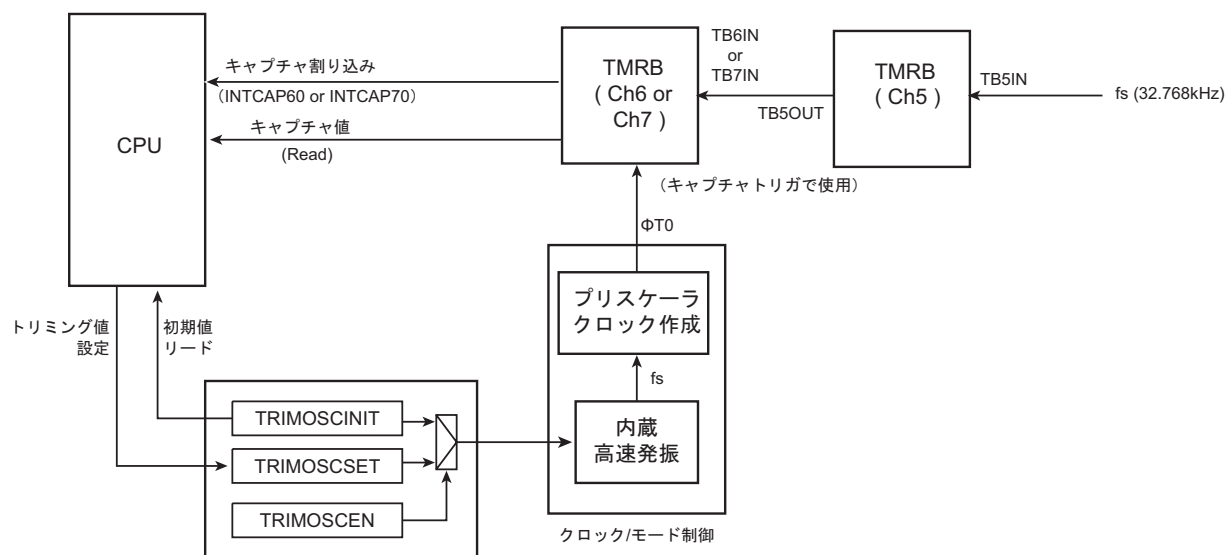 CPU
キャプチャ割り込み
(INTCAP60 or INTCAP70)
キャプチャ値
(Read)
TMRB
( Ch6 or
Ch7 )
TB6IN
or
TB7IN
TB5OUT
TMRB
( Ch5 )
TB5IN
fs (32.768kHz)
(キャプチャトリガで使用)
ΦT0
プリスケーラ
クロック作成
fs
内蔵
高速発振
クロック/モード制御
トリミング値
設定
初期値
リード
TRIMOSCINIT
TRIMOSCSET
TRIMOSCEN